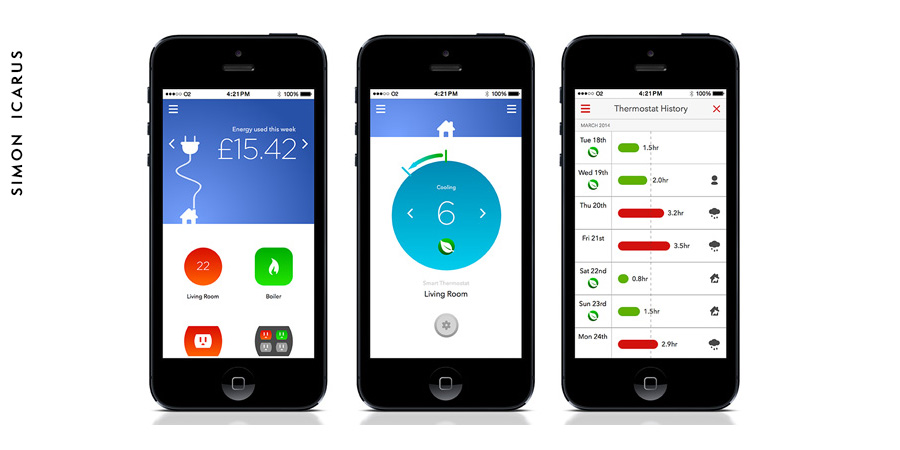 SIMON ICARUS
O2 4:21PM 100%
Energy used this week
£15.42
22
Living Room
Boiler
O2 4:21PM 100%
Cooling
6
Smart Thermostat
Living Room
O2 4:21PM 100%
Thermostat History
MARCH 2014
Tue 18th
1.5hr
Wed 19th
2.0hr
Thu 20th
3.2hr
Fri 21st
3.5hr
Sat 22nd
0.8hr
Sun 23rd
1.5hr
Mon 24th
2.9hr